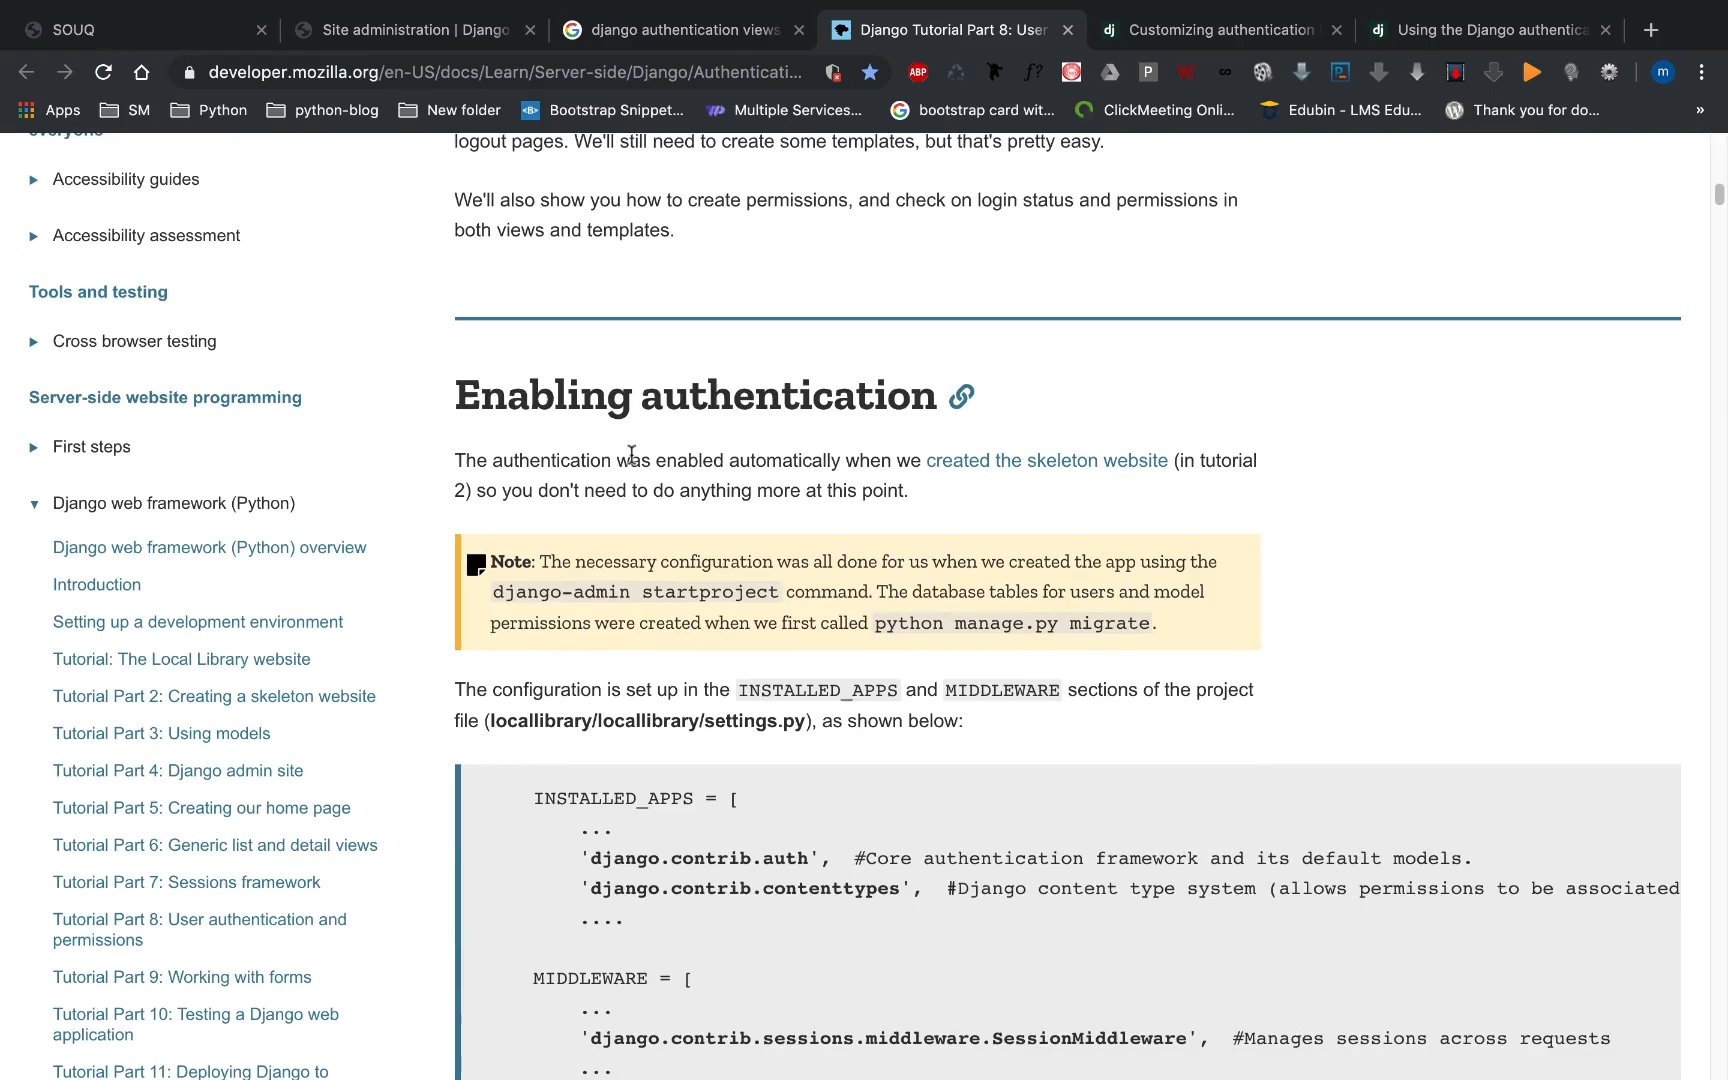 SOUQ
Site administration | Django
django authentication views
Django Tutorial Part 8: User
Customizing authentication
Using the Django authentica
developer.mozilla.org/en-US/docs/Learn/Server-side/Django/Authenticati...
ABP
f?
P
m
Apps
SM
Python
python-blog
New folder
Bootstrap Snippet...
Multiple Services...
bootstrap card wit...
ClickMeeting Onli...
Edubin - LMS Edu...
Thank you for do...
»
everyone
Accessibility guides
Accessibility assessment
Tools and testing
Cross browser testing
Server-side website programming
First steps
Django web framework (Python)
Django web framework (Python) overview
Introduction
Setting up a development environment
Tutorial: The Local Library website
Tutorial Part 2: Creating a skeleton website
Tutorial Part 3: Using models
Tutorial Part 4: Django admin site
Tutorial Part 5: Creating our home page
Tutorial Part 6: Generic list and detail views
Tutorial Part 7: Sessions framework
Tutorial Part 8: User authentication and
permissions
Tutorial Part 9: Working with forms
Tutorial Part 10: Testing a Django web
application
Tutorial Part 11: Deploying Django to
logout pages. We'll still need to create some templates, but that's pretty easy.
We'll also show you how to create permissions, and check on login status and permissions in
both views and templates.
Enabling authentication
The authentication was enabled automatically when we created the skeleton website (in tutorial
2) so you don't need to do anything more at this point.
Note: The necessary configuration was all done for us when we created the app using the
django-admin startproject command. The database tables for users and model
permissions were created when we first called python manage.py migrate.
The configuration is set up in the INSTALLED_APPS and MIDDLEWARE sections of the project
file (locallibrary/locallibrary/settings.py), as shown below:
INSTALLED_APPS = [
...
'django.contrib.auth', #Core authentication framework and its default models.
'django.contrib.contenttypes', #Django content type system (allows permissions to be associated
....
MIDDLEWARE = [
...
'django.contrib.sessions.middleware.SessionMiddleware', #Manages sessions across requests
...